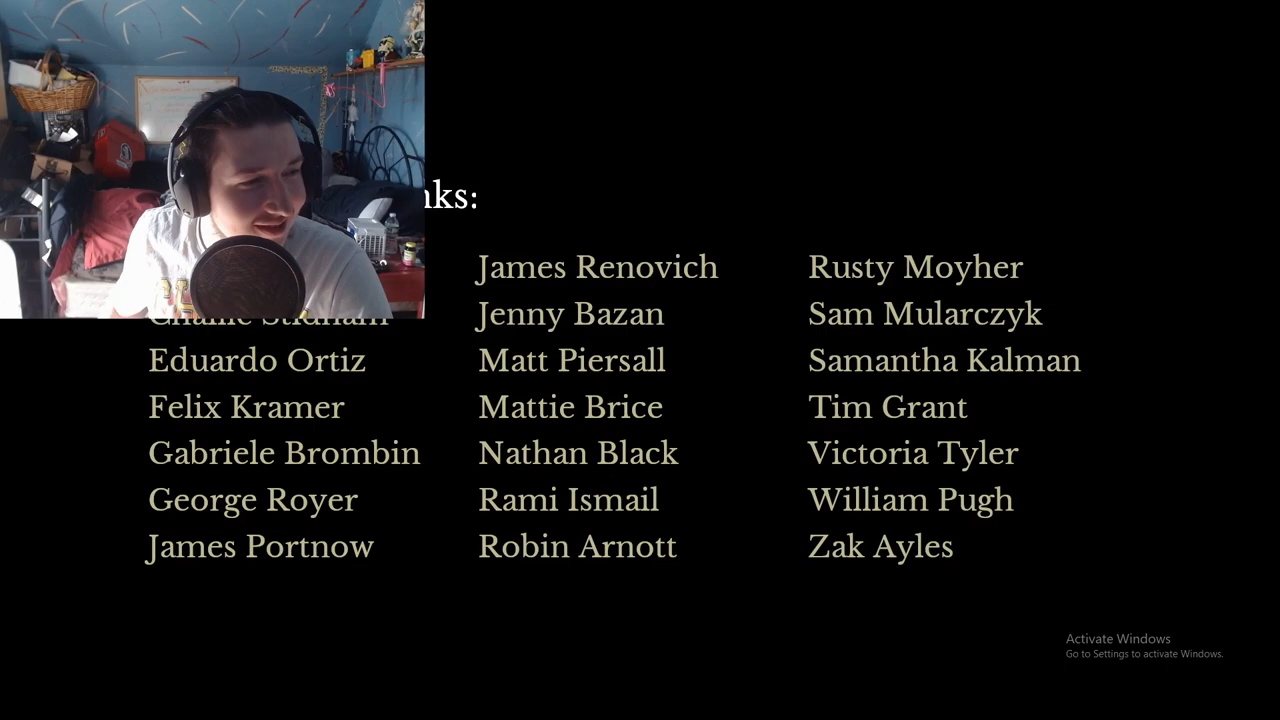 nks:
James Renovich
Rusty Moyher
Jenny Bazan
Sam Mularczyk
Eduardo Ortiz
Matt Piersall
Samantha Kalman
Felix Kramer
Mattie Brice
Tim Grant
Gabriele Brombin
Nathan Black
Victoria Tyler
George Royer
Rami Ismail
William Pugh
James Portnow
Robin Arnott
Zak Ayles
Activate Windows
Go to Settings to activate Windows.